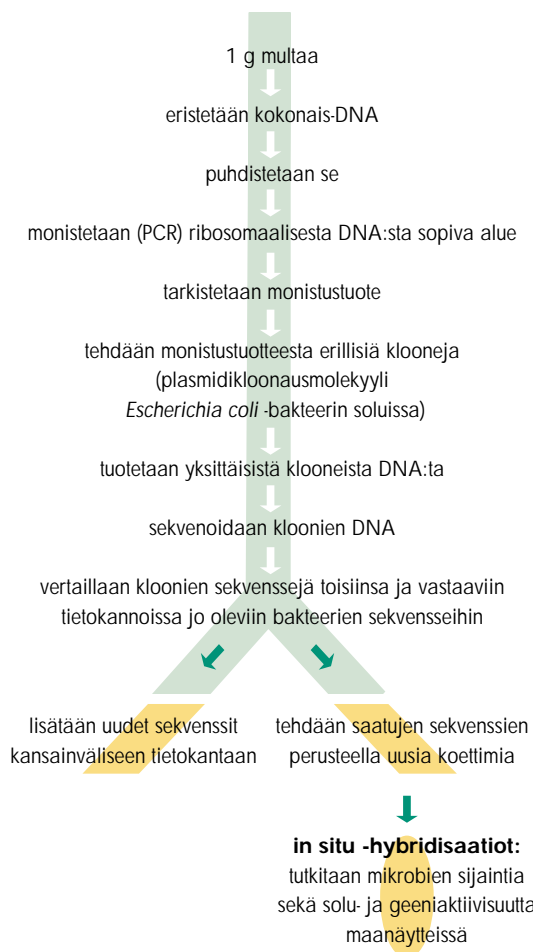 1 g multaa
eristetään kokonais-DNA
puhdistetaan se
monistetaan (PCR) ribosomaalisesta DNA:sta sopiva alue
tarkistetaan monistustuote
tehdään monistustuotteesta erillisiä klooneja
(plasmidikloonausmolekyyli
Escherichia coli -bakteerin soluissa)
tuotetaan yksittäisistä klooneista DNA:ta
sekvenoidaan kloonien DNA
vertaillaan kloonien sekvenssejä toisiinsa ja vastaaviin
tietokannoissa jo oleviin bakteerien sekvensseihin
lisätään uudet sekvenssit
kansainväliseen tietokantaan
tehdään saatujen sekvenssien
perusteella uusia koettimia
in situ -hybridisaatiot:
tutkitaan mikrobien sijaintia
sekä solu- ja geeniaktiivisuutta
maanäytteissä